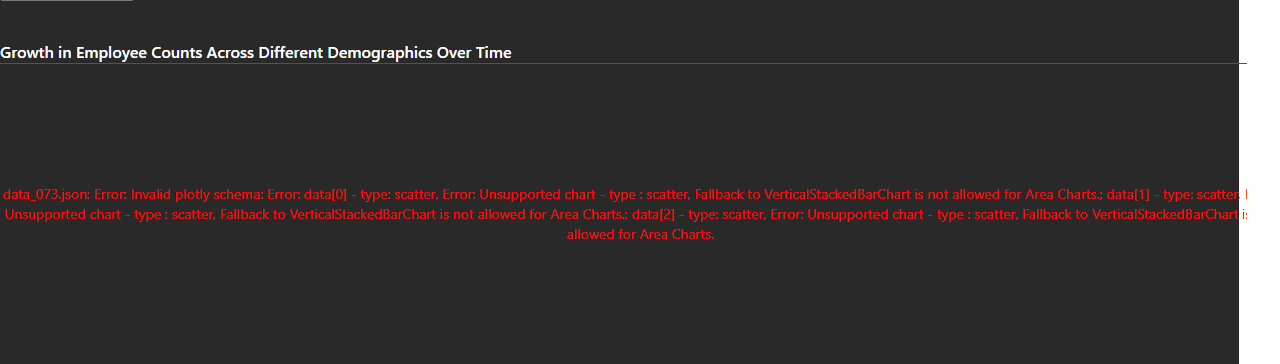 Growth in Employee Counts Across Different Demographics Over Time
data_073.json: Error: Invalid plotly schema: Error: data[0] - type: scatter, Error: Unsupported chart - type : scatter, Fallback to VerticalStackedBarChart is not allowed for Area Charts.; data[1] - type: scatter,
Unsupported chart - type : scatter, Fallback to VerticalStackedBarChart is not allowed for Area Charts.; data[2] - type: scatter, Error: Unsupported chart - type : scatter, Fallback to VerticalStackedBarChart
allowed for Area Charts.